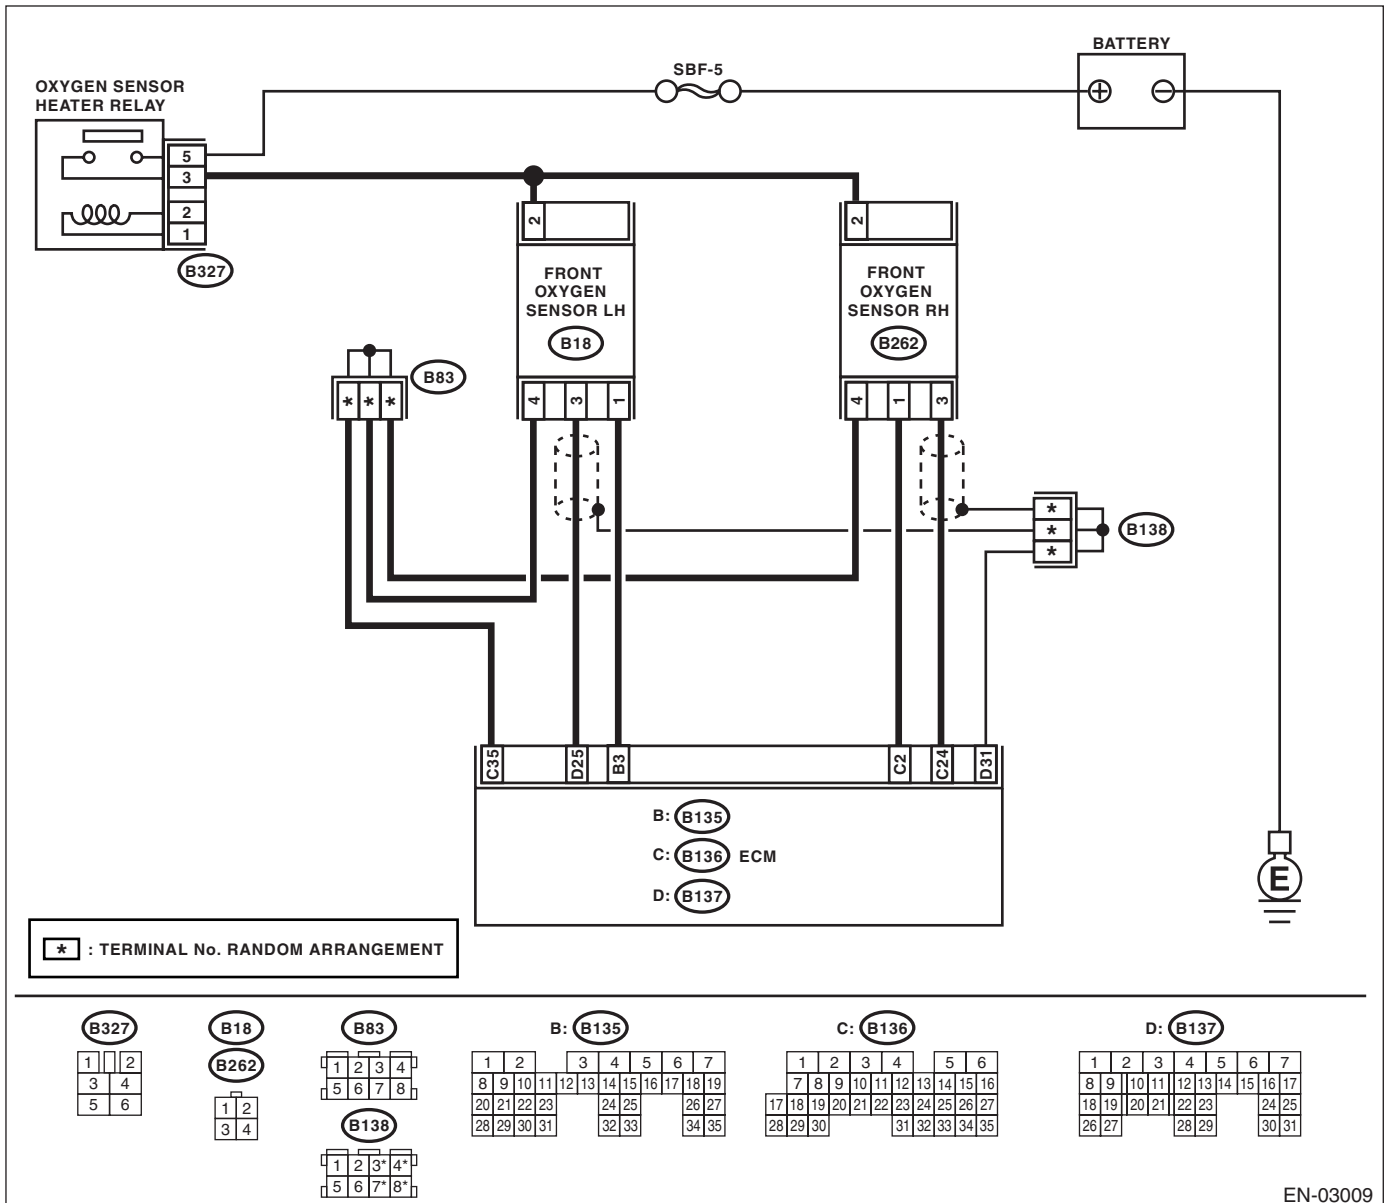 BATTERY
SBF-5
OXYGEN SENSOR
HEATER RELAY
5
3
2
1
B327
2
2
FRONT
OXYGEN
SENSOR LH
B18
FRONT
OXYGEN
SENSOR RH
B262
B83
* * *
4 3 1
4 1 3
*
*
*
B138
C35 D25 B3 C2 C24 D31
B: B135
C: B136 ECM
D: B137
E
* : TERMINAL No. RANDOM ARRANGEMENT
B327
1 2
3 4
5 6
B18
B262
1 2
3 4
B83
1 2 3 4
5 6 7 8
B138
1 2 3* 4*
5 6 7* 8*
B: B135
1 2 3 4 5 6 7
8 9 10 11 12 13 14 15 16 17 18 19
20 21 22 23 24 25 26 27
28 29 30 31 32 33 34 35
C: B136
1 2 3 4 5 6
7 8 9 10 11 12 13 14 15 16
17 18 19 20 21 22 23 24 25 26 27
28 29 30 31 32 33 34 35
D: B137
1 2 3 4 5 6 7
8 9 10 11 12 13 14 15 16 17
18 19 20 21 22 23 24 25
26 27 28 29 30 31
EN-03009